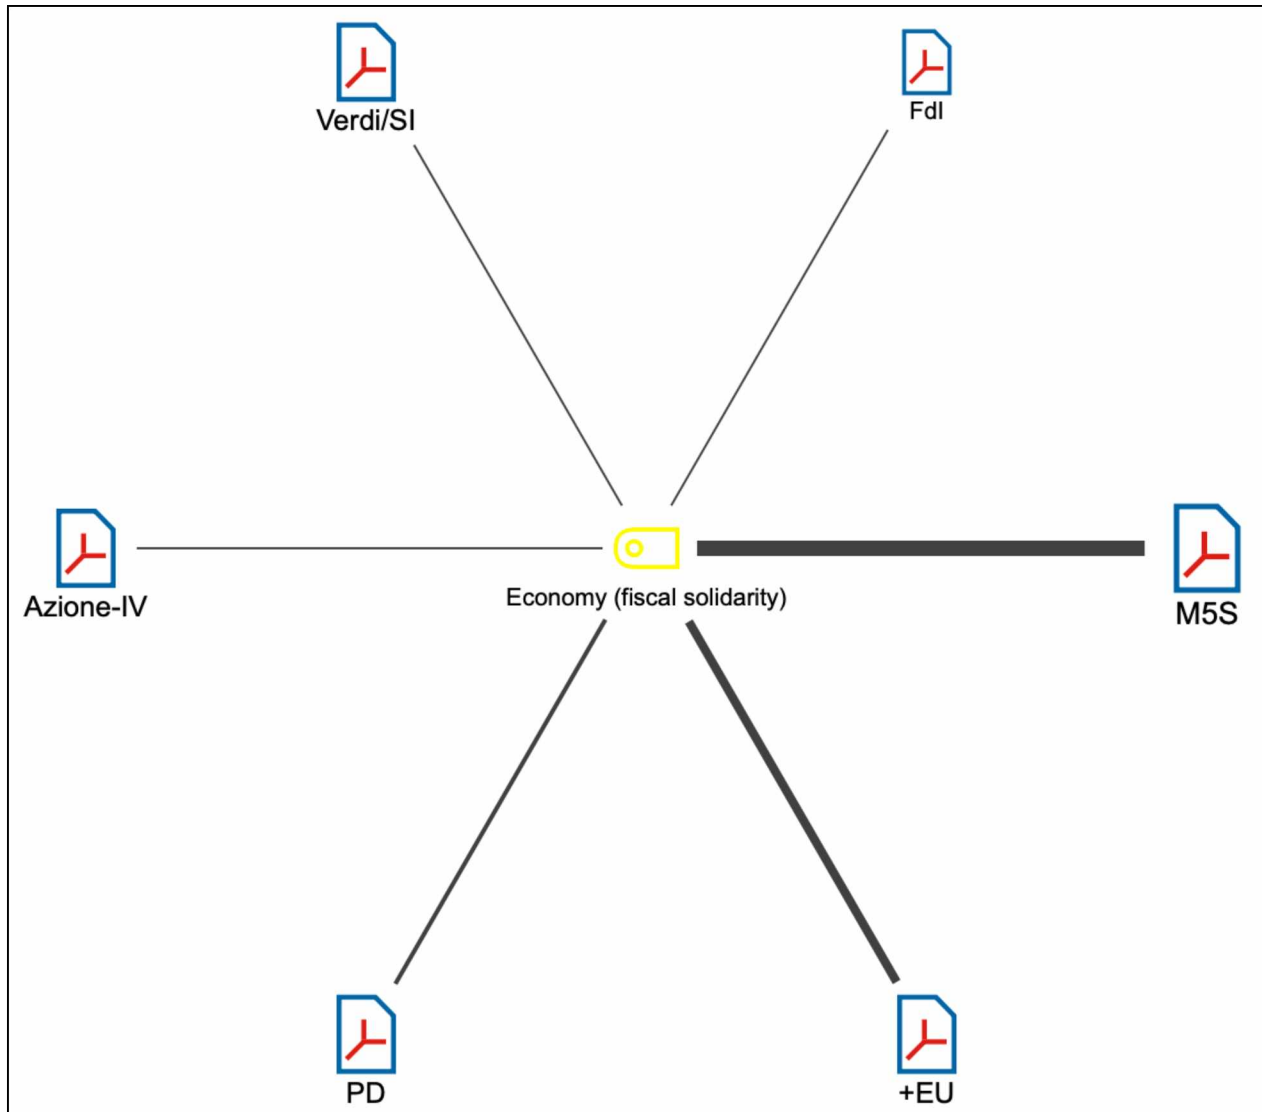 Verdi/SI
FdI
Azione-IV
Economy (fiscal solidarity)
M5S
PD
+EU